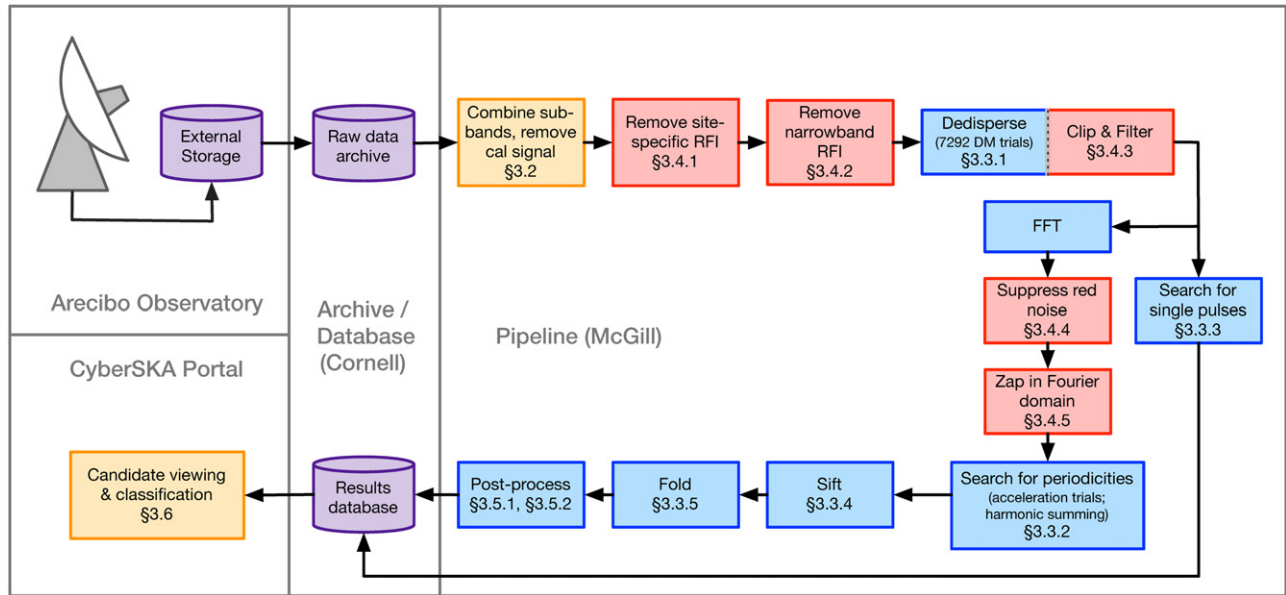 External
Storage
Raw data
archive
Combine sub-
bands, remove
cal signal
§3.2
Remove site-
specific RFI
§3.4.1
Remove
narrowband
RFI
§3.4.2
Dedisperse
(7292 DM trials)
§3.3.1
Clip & Filter
§3.4.3
FFT
Suppress red
noise
§3.4.4
Search for
single pulses
§3.3.3
Arecibo Observatory
Archive /
Database
(Cornell)
Pipeline (McGill)
CyberSKA Portal
Zap in Fourier
domain
§3.4.5
Candidate viewing
& classification
§3.6
Results
database
Post-process
§3.5.1, §3.5.2
Fold
§3.3.5
Sift
§3.3.4
Search for periodicities
(acceleration trials;
harmonic summing)
§3.3.2